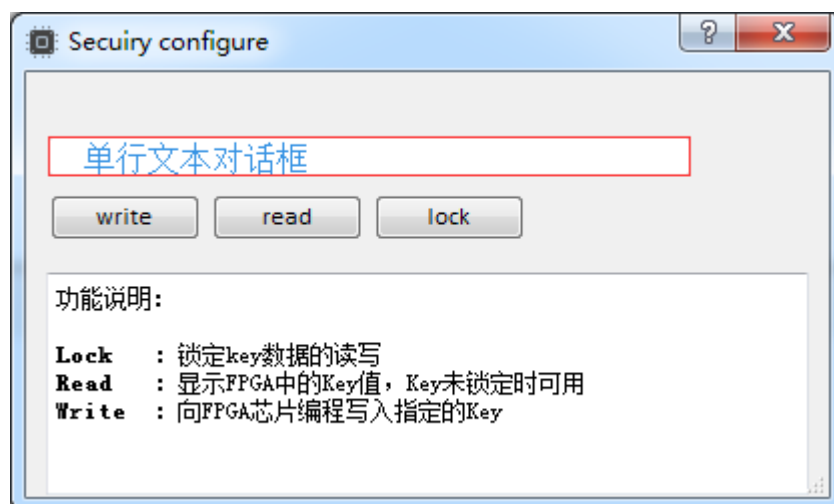 Secuiry configure
单行文本对话框
write read lock
功能说明:
Lock : 锁定key数据的读写
Read : 显示FPGA中的Key值，Key未锁定时可用
Write : 向FPGA芯片编程写入指定的Key